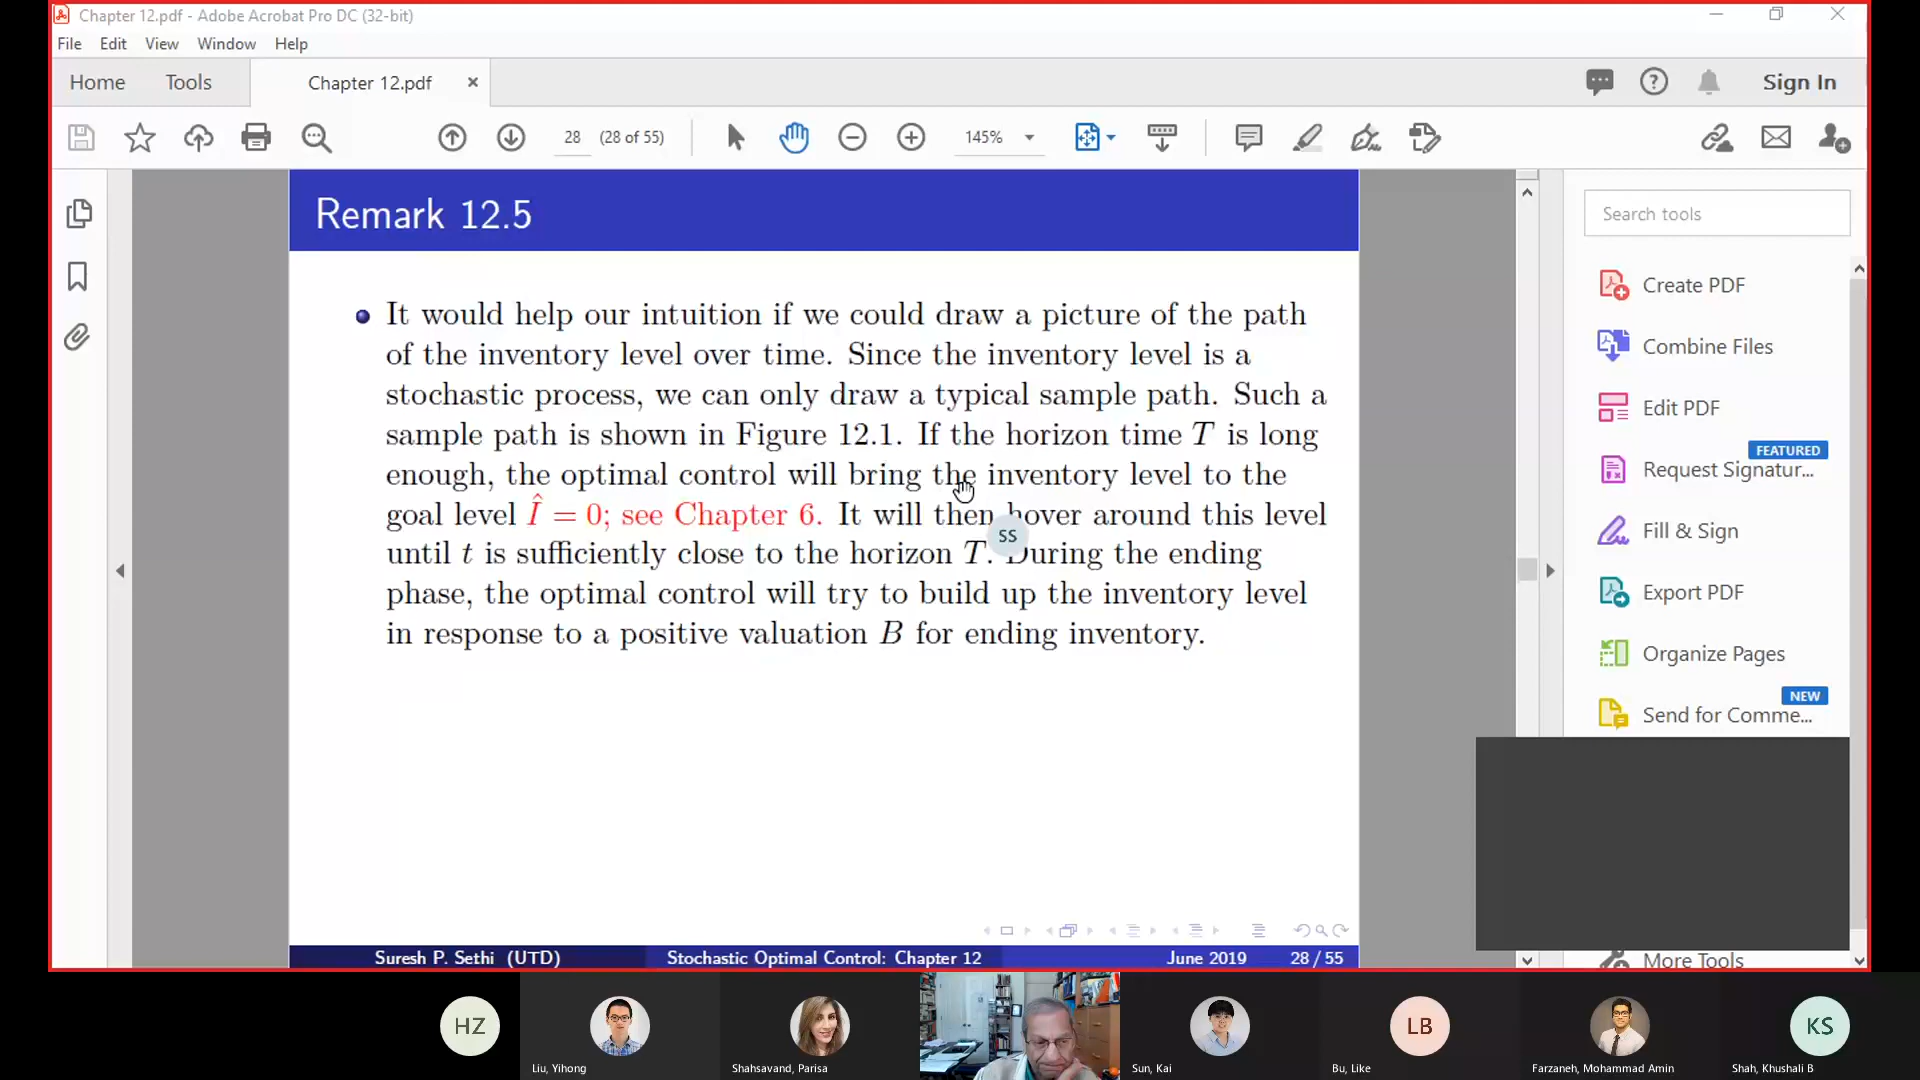 Chapter 12.pdf - Adobe Acrobat Pro DC (32-bit)
File Edit View Window Help
Home Tools Chapter 12.pdf × Sign In
28 (28 of 55) 145%
Remark 12.5
It would help our intuition if we could draw a picture of the path
of the inventory level over time. Since the inventory level is a
stochastic process, we can only draw a typical sample path. Such a
sample path is shown in Figure 12.1. If the horizon time T is long
enough, the optimal control will bring the inventory level to the
goal level Î = 0; see Chapter 6. It will then hover around this level
until t is sufficiently close to the horizon T. During the ending
phase, the optimal control will try to build up the inventory level
in response to a positive valuation B for ending inventory.
SS
Suresh P. Sethi (UTD) Stochastic Optimal Control: Chapter 12 June 2019 28 / 55
Search tools
Create PDF
Combine Files
Edit PDF
FEATURED
Request Signatur...
Fill & Sign
Export PDF
Organize Pages
NEW
Send for Comme...
More Tools
HZ
LB
KS
Liu, Yihong
Shahsavand, Parisa
Sun, Kai
Bu, Like
Farzaneh, Mohammad Amin
Shah, Khushali B